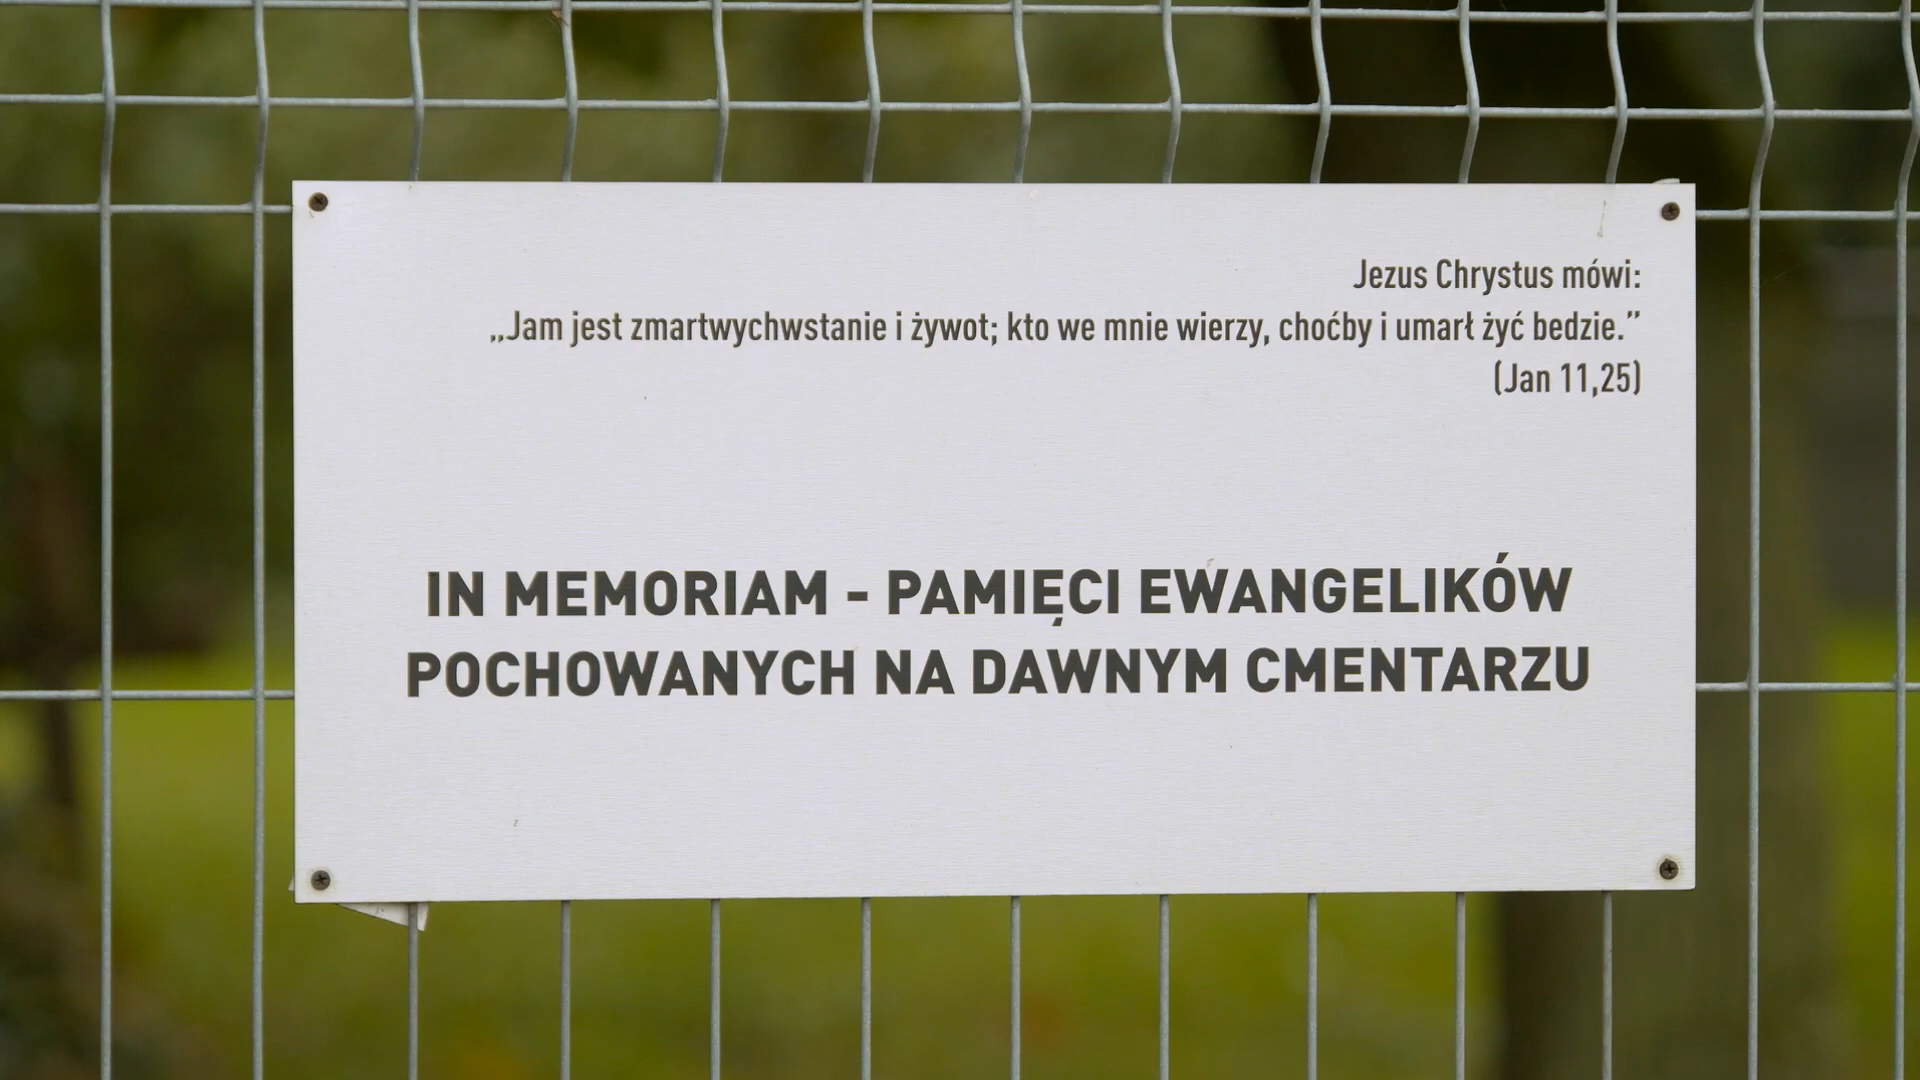 Jezus Chrystus mówi:
„Jam jest zmartwychwstanie i żywot; kto we mnie wierzy, choćby i umarł żyć bedzie.”
(Jan 11,25)
IN MEMORIAM - PAMIĘCI EWANGELIKÓW
POCHOWANYCH NA DAWNYM CMENTARZU